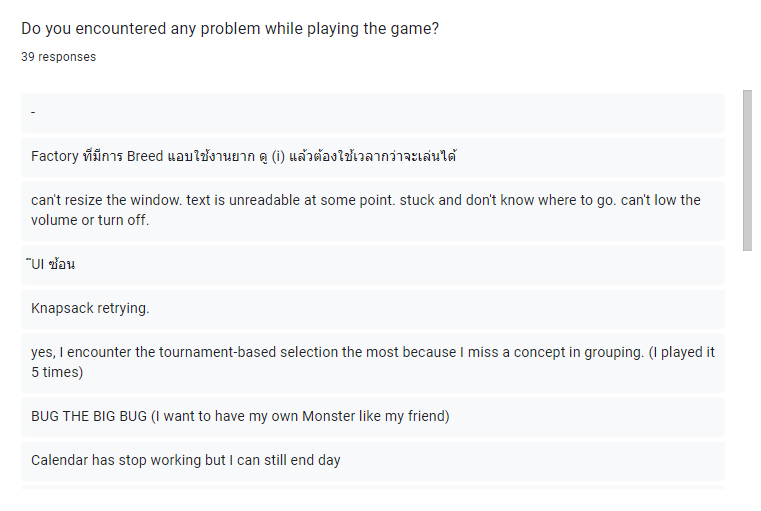 Do you encountered any problem while playing the game?
39 responses
-
Factory ที่มีการ Breed แอบใช้งานยาก ดู (i) แล้วต้องใช้เวลากว่าจะเล่นได้
can't resize the window. text is unreadable at some point. stuck and don't know where to go. can't low the
volume or turn off.
๊UI ซ้อน
Knapsack retrying.
yes, I encounter the tournament-based selection the most because I miss a concept in grouping. (I played it
5 times)
BUG THE BIG BUG (I want to have my own Monster like my friend)
Calendar has stop working but I can still end day